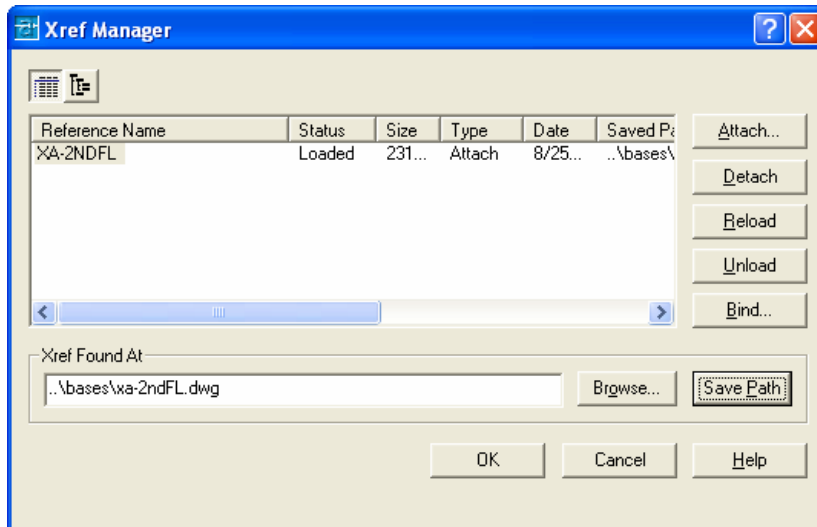 Xref Manager
Reference Name Status Size Type Date Saved Pa
XA-2NDFL Loaded 231... Attach 8/25... ..\bases\
Attach...
Detach
Reload
Unload
Bind...
Xref Found At
..\bases\xa-2ndFL.dwg Browse... Save Path
OK Cancel Help